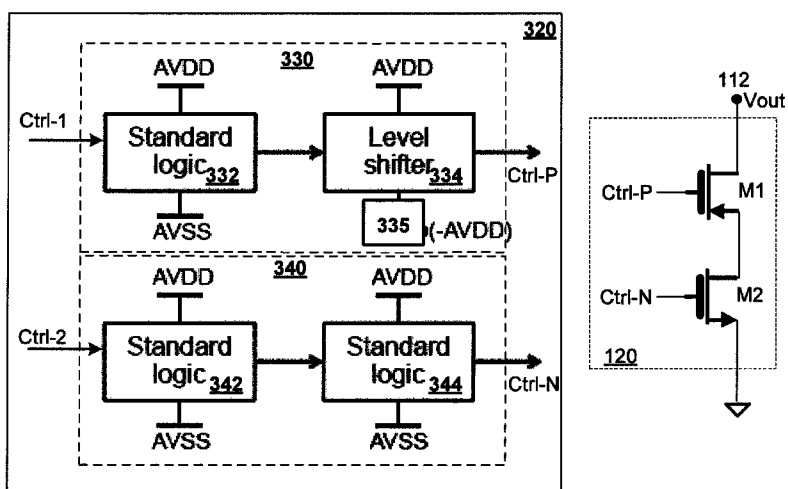 320
330
AVDD
AVDD
Ctrl-1
Standard
logic 332
Level
shifter 334
Ctrl-P
AVSS
335
(-AVDD)
340
AVDD
AVDD
Ctrl-2
Standard
logic 342
Standard
logic 344
Ctrl-N
AVSS
AVSS
112
Vout
Ctrl-P
M1
Ctrl-N
M2
120